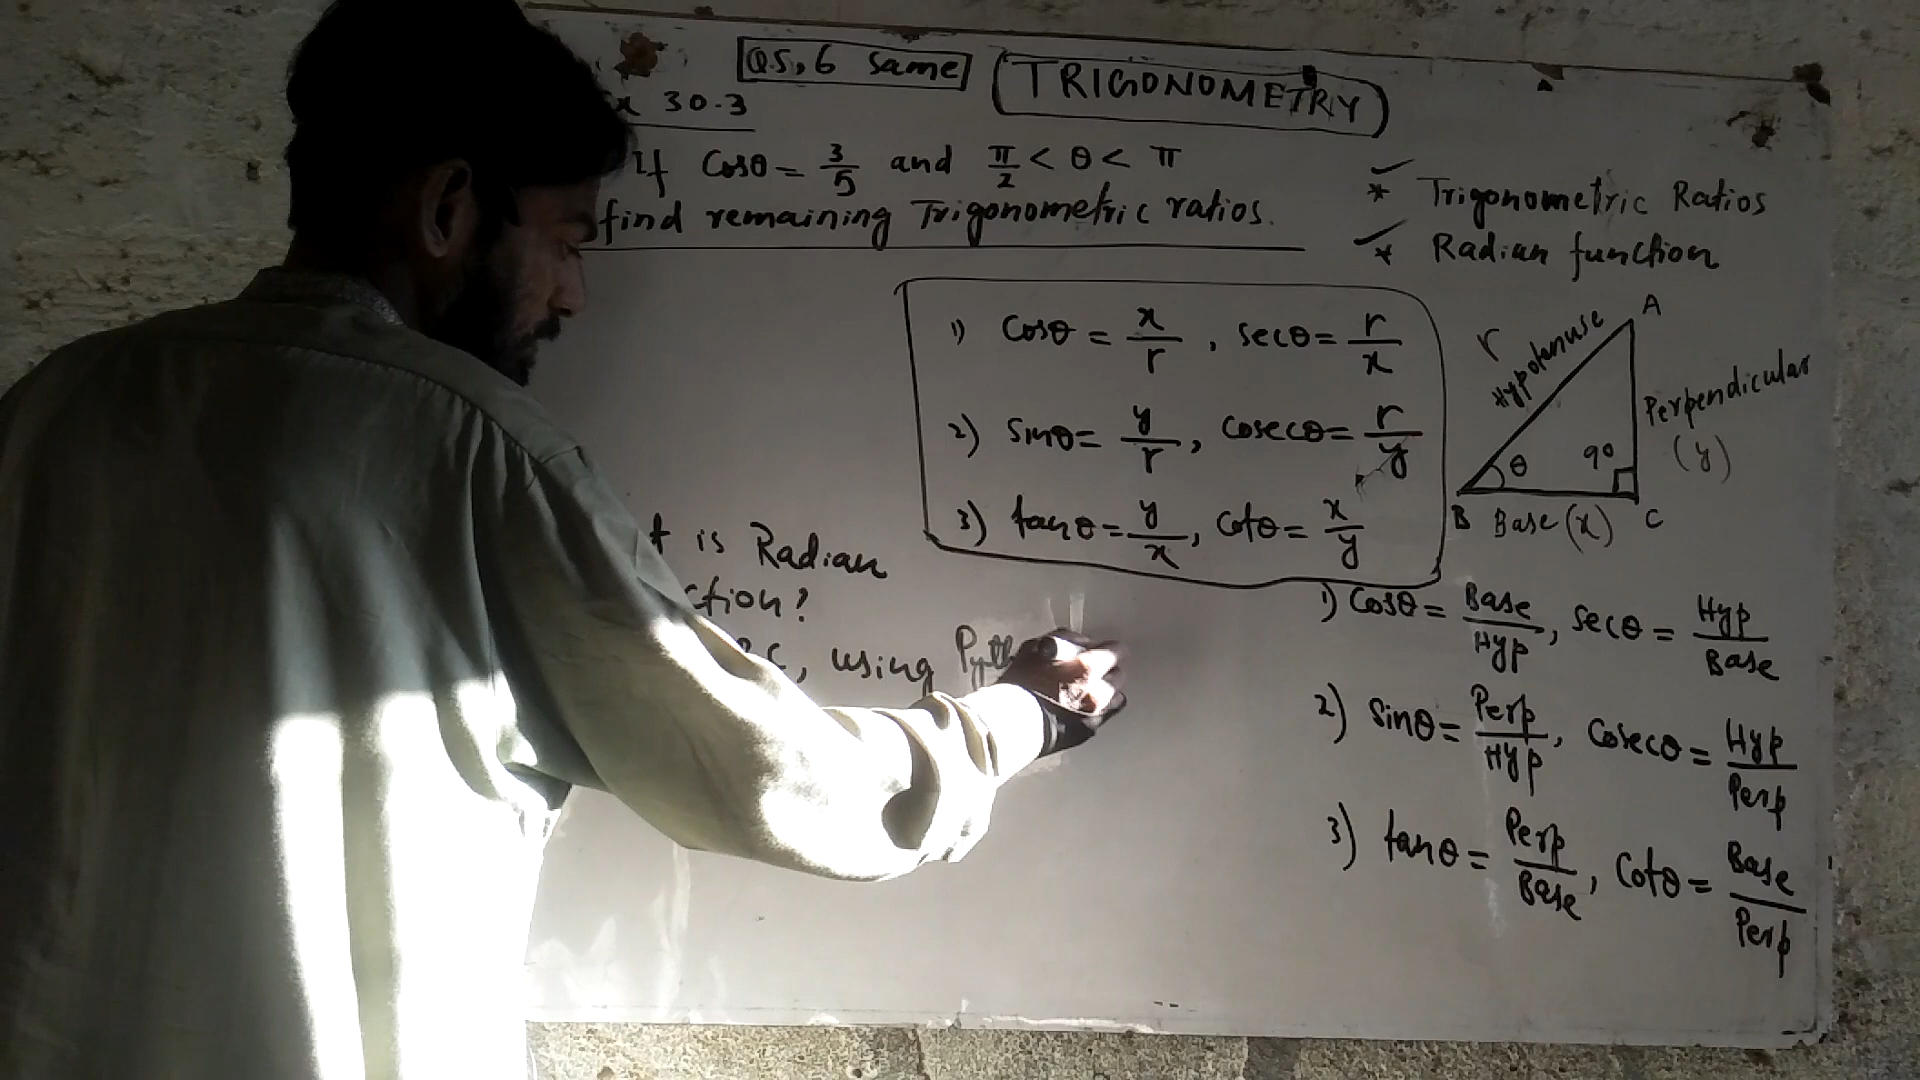 Q5,6 Same
TRIGONOMETRY
30.3
If Cosθ = 3/5 and π/2 < θ < π
find remaining Trigonometric ratios.
* Trigonometric Ratios
* Radian function
1) Cosθ = x/r , secθ = r/x
2) sinθ = y/r , cosecθ = r/y
3) tanθ = y/x , cotθ = x/y
A
r
Hypotenuse
Perpendicular
(y)
θ
90
B Base (x) C
is Radian
, using
1) Cosθ = Base/Hyp , secθ = Hyp/Base
2) Sinθ = Perp/Hyp , Cosecθ = Hyp/Perp
3) tanθ = Perp/Base , Cotθ = Base/Perp